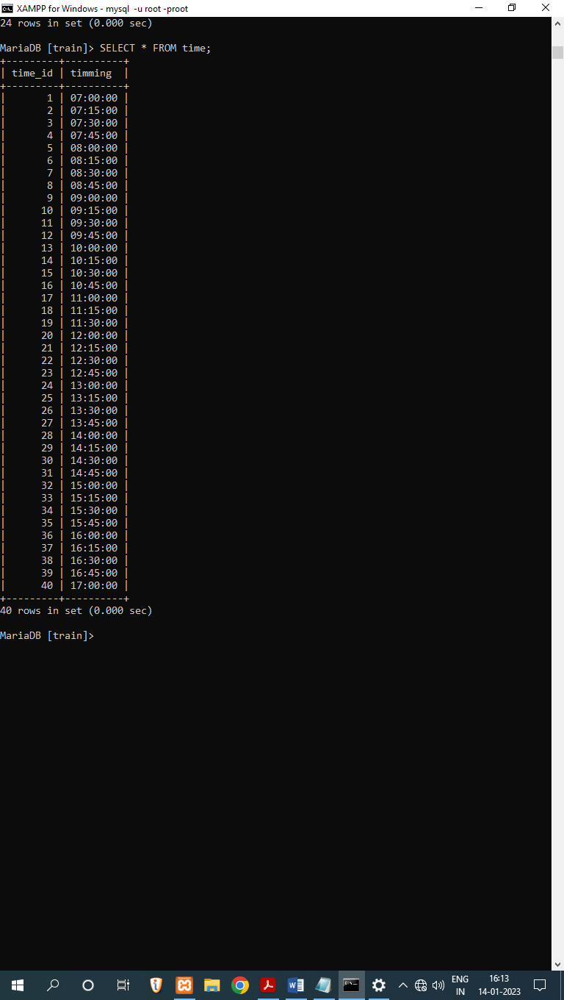 XAMPP for Windows - mysql -u root -proot
24 rows in set (0.000 sec)
MariaDB [train]> SELECT * FROM time;
+---------+----------+
| time_id | timming  |
+---------+----------+
|       1 | 07:00:00 |
|       2 | 07:15:00 |
|       3 | 07:30:00 |
|       4 | 07:45:00 |
|       5 | 08:00:00 |
|       6 | 08:15:00 |
|       7 | 08:30:00 |
|       8 | 08:45:00 |
|       9 | 09:00:00 |
|      10 | 09:15:00 |
|      11 | 09:30:00 |
|      12 | 09:45:00 |
|      13 | 10:00:00 |
|      14 | 10:15:00 |
|      15 | 10:30:00 |
|      16 | 10:45:00 |
|      17 | 11:00:00 |
|      18 | 11:15:00 |
|      19 | 11:30:00 |
|      20 | 12:00:00 |
|      21 | 12:15:00 |
|      22 | 12:30:00 |
|      23 | 12:45:00 |
|      24 | 13:00:00 |
|      25 | 13:15:00 |
|      26 | 13:30:00 |
|      27 | 13:45:00 |
|      28 | 14:00:00 |
|      29 | 14:15:00 |
|      30 | 14:30:00 |
|      31 | 14:45:00 |
|      32 | 15:00:00 |
|      33 | 15:15:00 |
|      34 | 15:30:00 |
|      35 | 15:45:00 |
|      36 | 16:00:00 |
|      37 | 16:15:00 |
|      38 | 16:30:00 |
|      39 | 16:45:00 |
|      40 | 17:00:00 |
+---------+----------+
40 rows in set (0.000 sec)
MariaDB [train]>
ENG 16:13
IN 14-01-2023